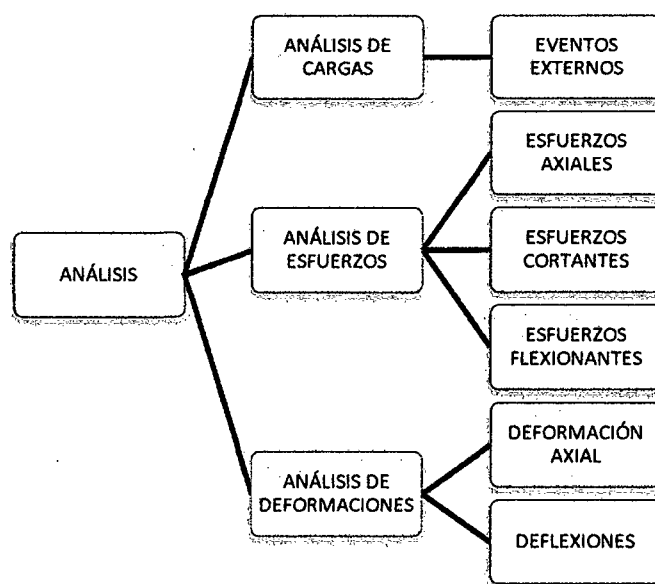 ANÁLISIS DE
CARGAS
EVENTOS
EXTERNOS
ESFUERZOS
AXIALES
ANÁLISIS
ANÁLISIS DE
ESFUERZOS
ESFUERZOS
CORTANTES
ESFUERZOS
FLEXIONANTES
ANÁLISIS DE
DEFORMACIONES
DEFORMACIÓN
AXIAL
DEFLEXIONES